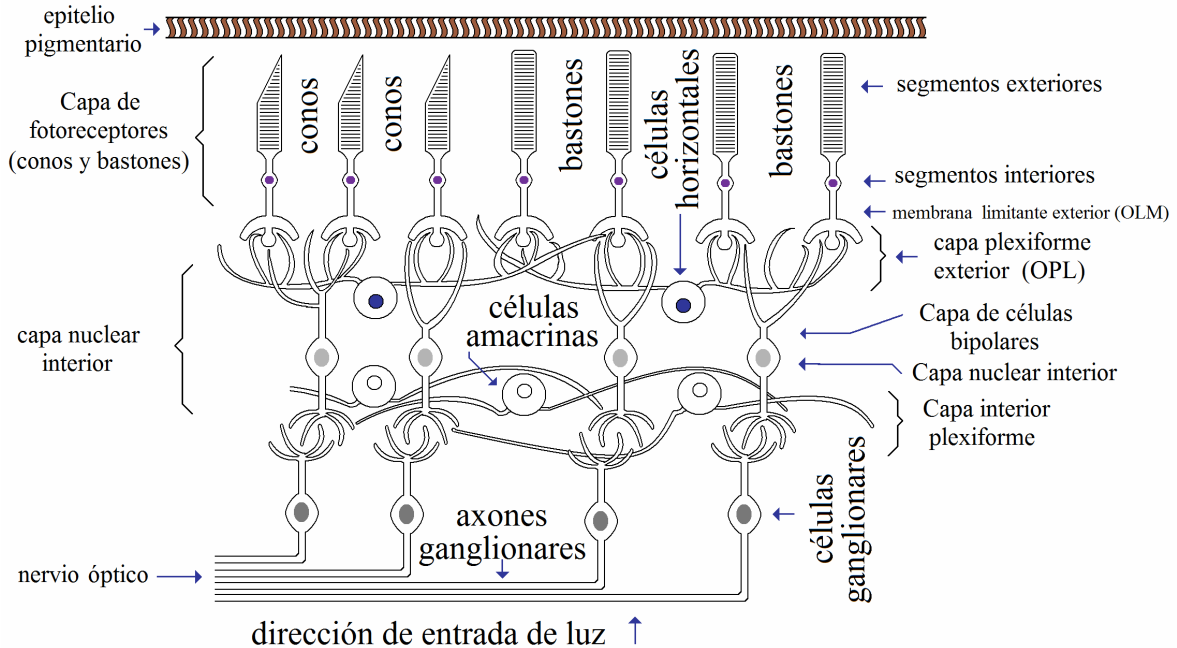 epitelio
pigmentario
Capa de
fotoreceptores
(conos y bastones)
conos
conos
bastones
células
horizontales
bastones
segmentos exteriores
segmentos interiores
membrana limitante exterior (OLM)
capa plexiforme
exterior (OPL)
capa nuclear
interior
células
amacrinas
Capa de células
bipolares
Capa nuclear interior
Capa interior
plexiforme
células
ganglionares
axones
ganglionares
nervio óptico
dirección de entrada de luz